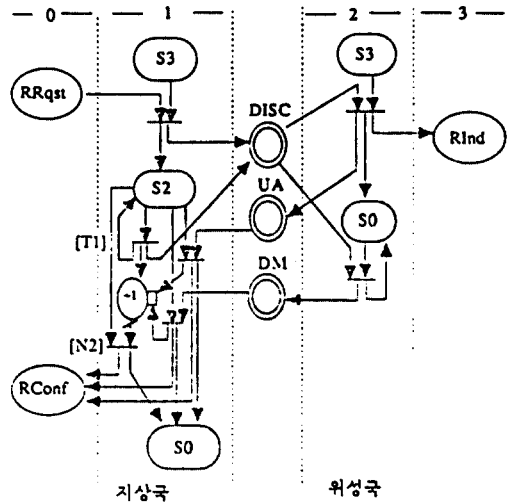 0 1 2 3
S3
S3
RRqst
DISC
RInd
S2
UA
S0
[T1]
DM
~1
[N2]
RConf
S0
지상국
위성국